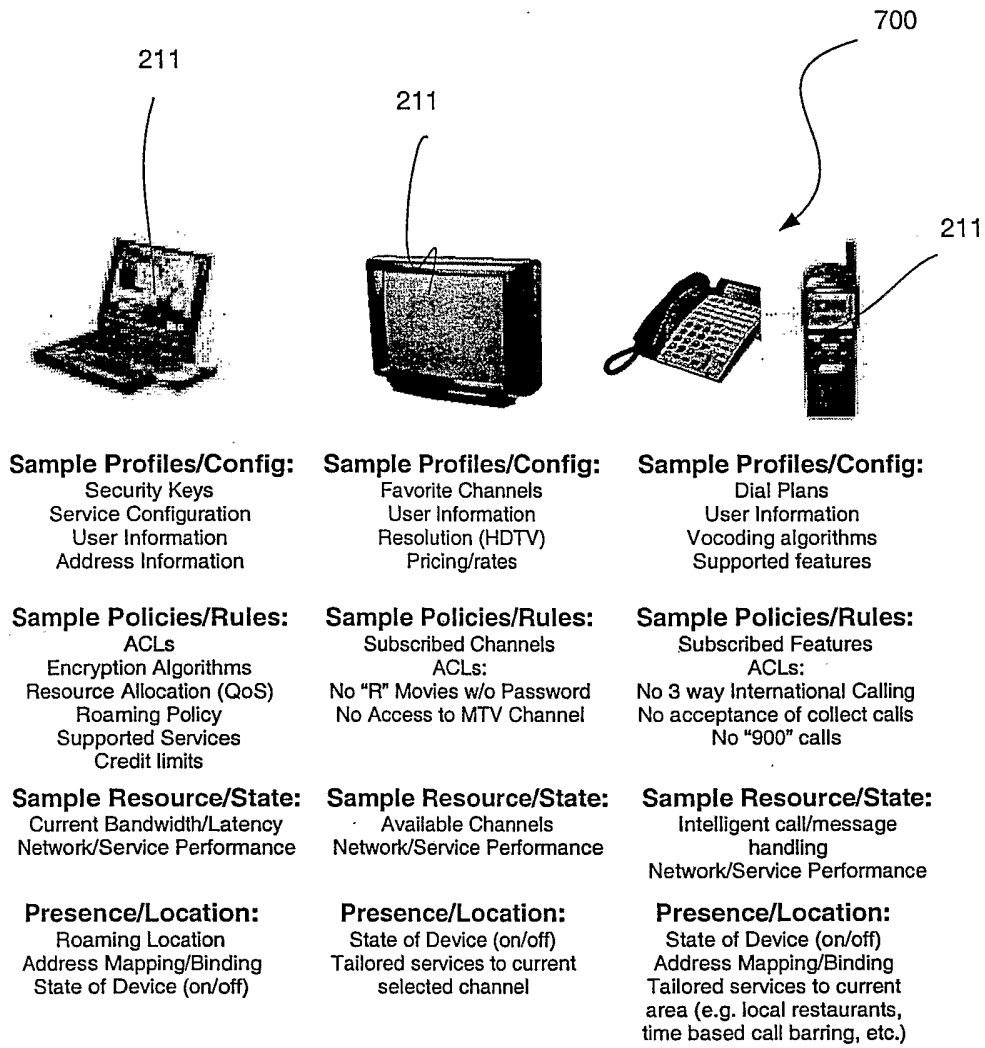 700
211
211
211
Sample Profiles/Config:
Security Keys
Service Configuration
User Information
Address Information
Sample Policies/Rules:
ACLs
Encryption Algorithms
Resource Allocation (QoS)
Roaming Policy
Supported Services
Credit limits
Sample Resource/State:
Current Bandwidth/Latency
Network/Service Performance
Presence/Location:
Roaming Location
Address Mapping/Binding
State of Device (on/off)
Sample Profiles/Config:
Favorite Channels
User Information
Resolution (HDTV)
Pricing/rates
Sample Policies/Rules:
Subscribed Channels
ACLs:
No "R" Movies w/o Password
No Access to MTV Channel
Sample Resource/State:
Available Channels
Network/Service Performance
Presence/Location:
State of Device (on/off)
Tailored services to current
selected channel
Sample Profiles/Config:
Dial Plans
User Information
Vocoding algorithms
Supported features
Sample Policies/Rules:
Subscribed Features
ACLs:
No 3 way International Calling
No acceptance of collect calls
No "900" calls
Sample Resource/State:
Intelligent call/message
handling
Network/Service Performance
Presence/Location:
State of Device (on/off)
Address Mapping/Binding
Tailored services to current
area (e.g. local restaurants,
time based call barring, etc.)